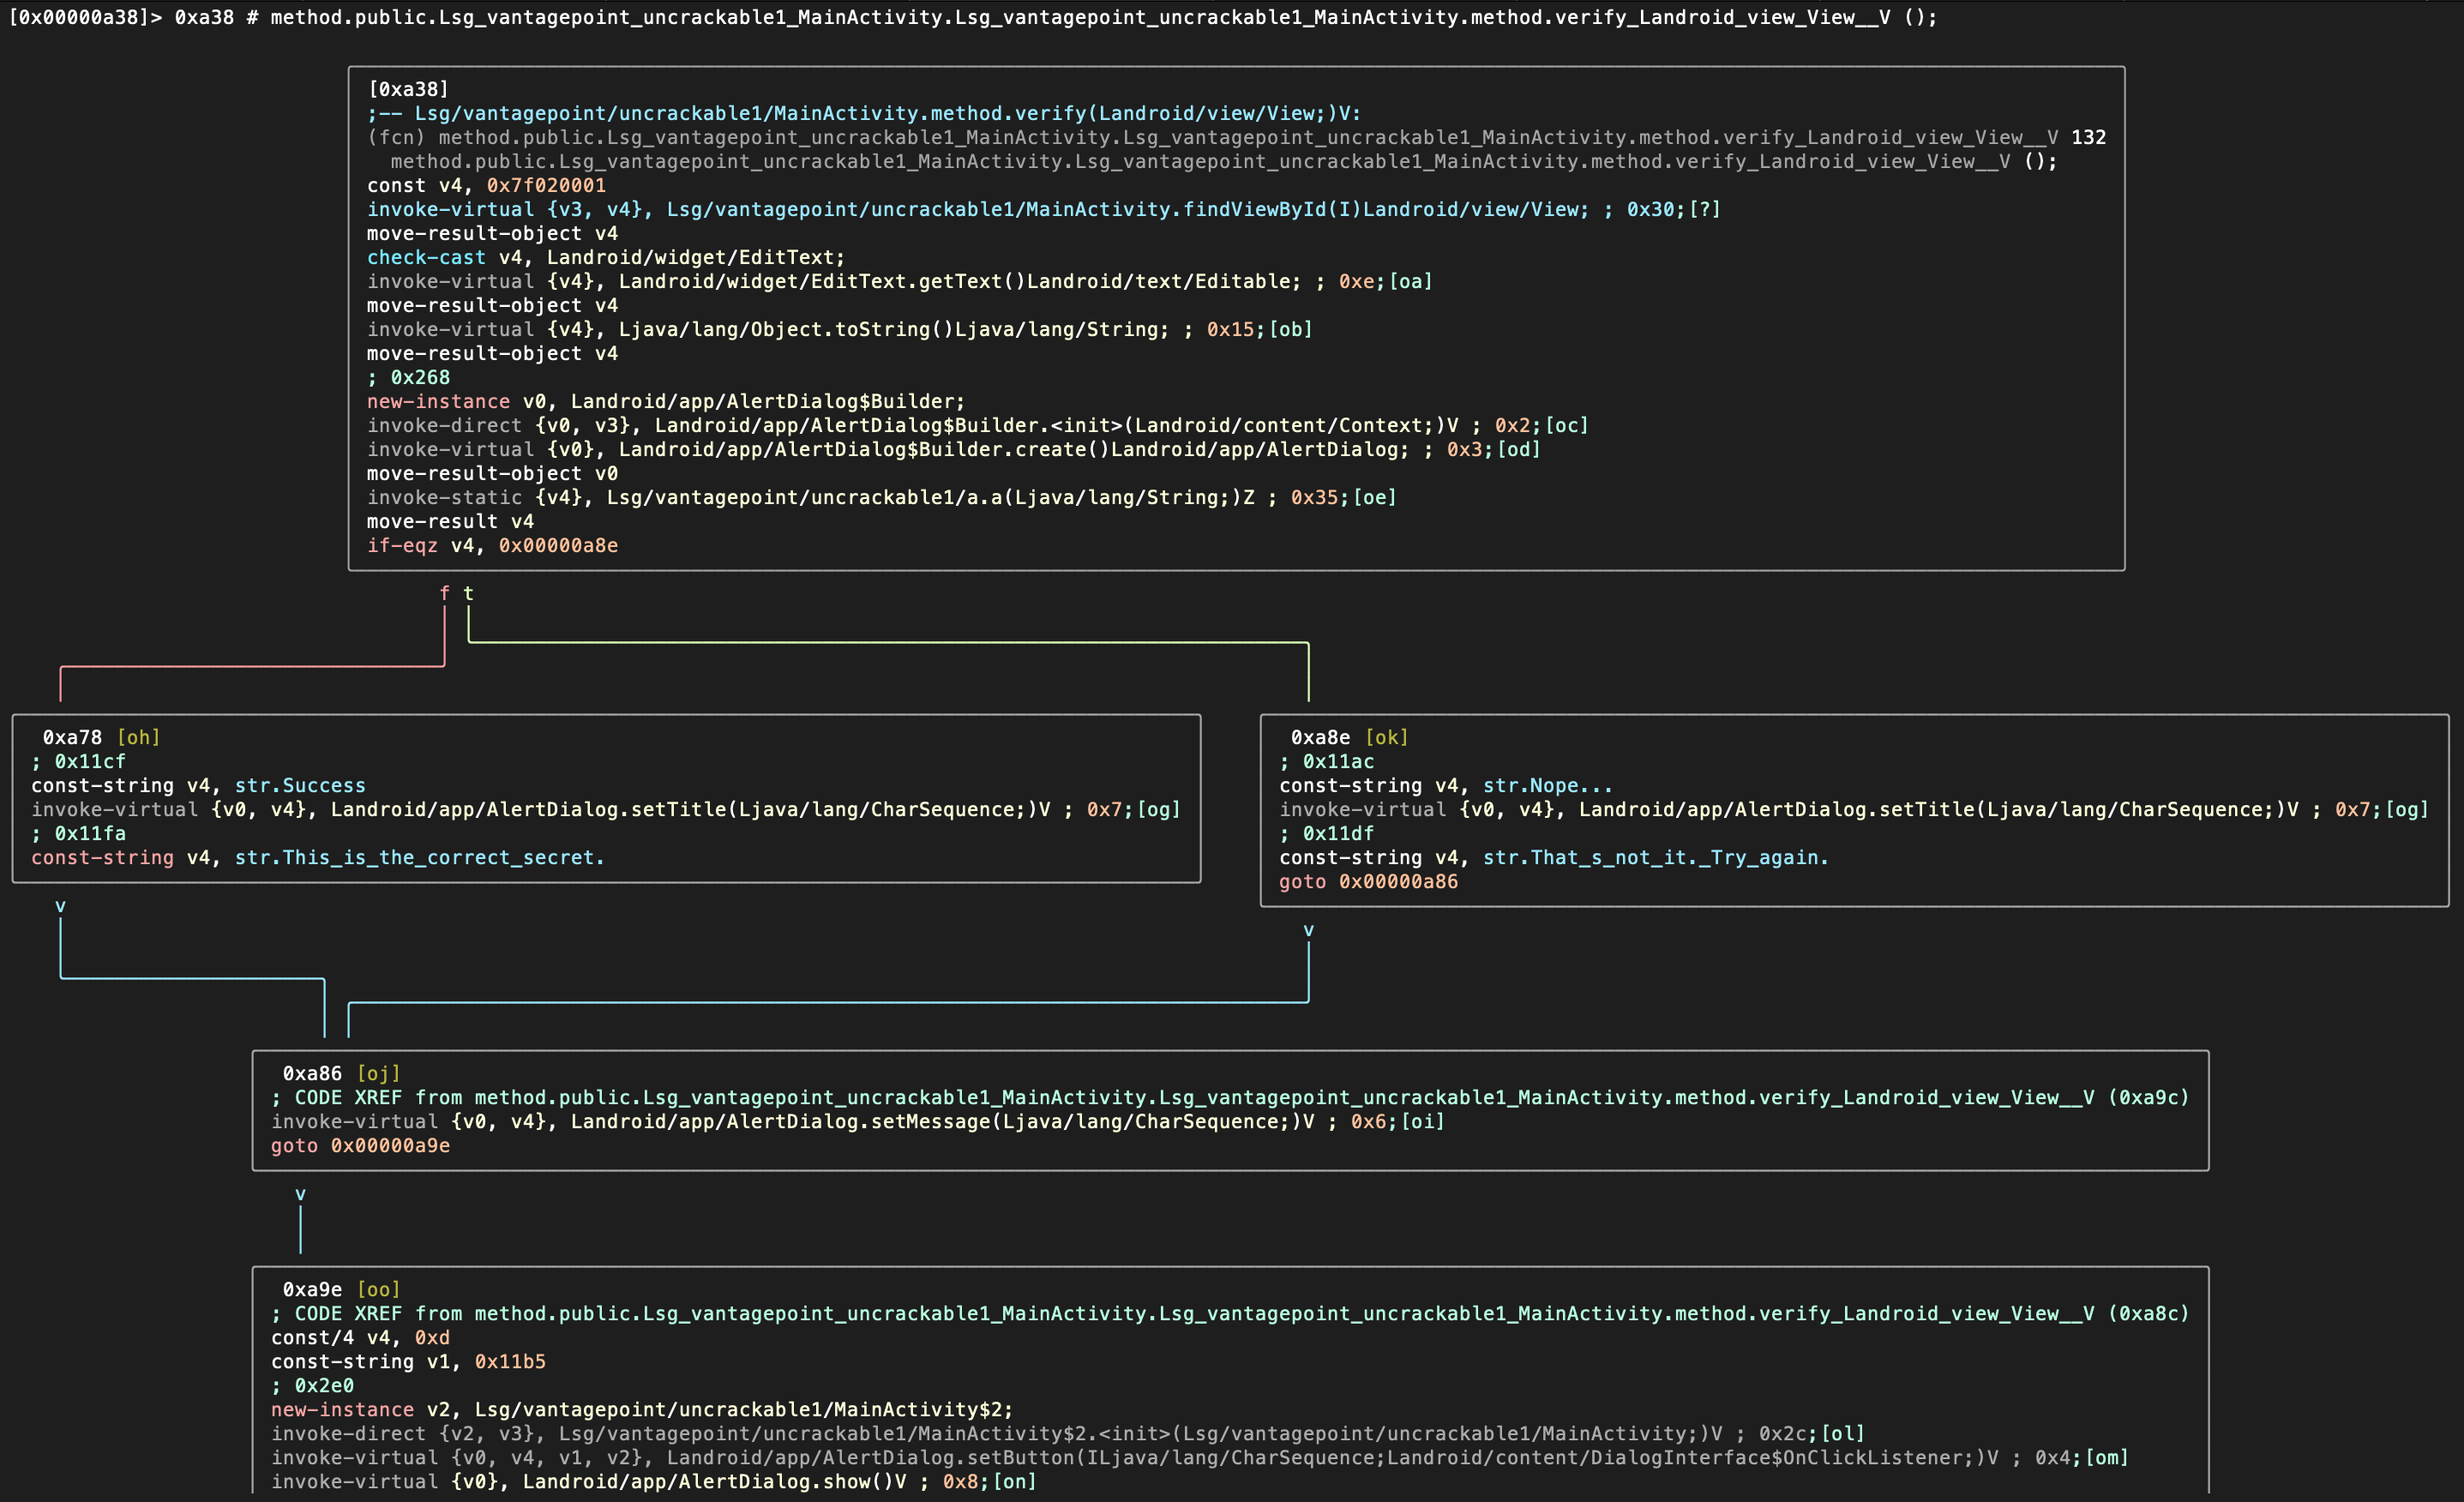 [0x00000a38]> 0xa38 # method.public.Lsg_vantagepoint_uncrackable1_MainActivity.Lsg_vantagepoint_uncrackable1_MainActivity.method.verify_Landroid_view_View__V ();
[0xa38]
;-- Lsg/vantagepoint/uncrackable1/MainActivity.method.verify(Landroid/view/View;)V:
(fcn) method.public.Lsg_vantagepoint_uncrackable1_MainActivity.Lsg_vantagepoint_uncrackable1_MainActivity.method.verify_Landroid_view_View__V 132
method.public.Lsg_vantagepoint_uncrackable1_MainActivity.Lsg_vantagepoint_uncrackable1_MainActivity.method.verify_Landroid_view_View__V ();
const v4, 0x7f020001
invoke-virtual {v3, v4}, Lsg/vantagepoint/uncrackable1/MainActivity.findViewById(I)Landroid/view/View; ; 0x30;[?]
move-result-object v4
check-cast v4, Landroid/widget/EditText;
invoke-virtual {v4}, Landroid/widget/EditText.getText()Landroid/text/Editable; ; 0xe;[oa]
move-result-object v4
invoke-virtual {v4}, Ljava/lang/Object.toString()Ljava/lang/String; ; 0x15;[ob]
move-result-object v4
; 0x268
new-instance v0, Landroid/app/AlertDialog$Builder;
invoke-direct {v0, v3}, Landroid/app/AlertDialog$Builder.<init>(Landroid/content/Context;)V ; 0x2;[oc]
invoke-virtual {v0}, Landroid/app/AlertDialog$Builder.create()Landroid/app/AlertDialog; ; 0x3;[od]
move-result-object v0
invoke-static {v4}, Lsg/vantagepoint/uncrackable1/a.a(Ljava/lang/String;)Z ; 0x35;[oe]
move-result v4
if-eqz v4, 0x00000a8e
f t
0xa78 [oh]
; 0x11cf
const-string v4, str.Success
invoke-virtual {v0, v4}, Landroid/app/AlertDialog.setTitle(Ljava/lang/CharSequence;)V ; 0x7;[og]
; 0x11fa
const-string v4, str.This_is_the_correct_secret.
v
0xa8e [ok]
; 0x11ac
const-string v4, str.Nope...
invoke-virtual {v0, v4}, Landroid/app/AlertDialog.setTitle(Ljava/lang/CharSequence;)V ; 0x7;[og]
; 0x11df
const-string v4, str.That_s_not_it._Try_again.
goto 0x00000a86
v
0xa86 [oj]
; CODE XREF from method.public.Lsg_vantagepoint_uncrackable1_MainActivity.Lsg_vantagepoint_uncrackable1_MainActivity.method.verify_Landroid_view_View__V (0xa9c)
invoke-virtual {v0, v4}, Landroid/app/AlertDialog.setMessage(Ljava/lang/CharSequence;)V ; 0x6;[oi]
goto 0x00000a9e
v
0xa9e [oo]
; CODE XREF from method.public.Lsg_vantagepoint_uncrackable1_MainActivity.Lsg_vantagepoint_uncrackable1_MainActivity.method.verify_Landroid_view_View__V (0xa8c)
const/4 v4, 0xd
const-string v1, 0x11b5
; 0x2e0
new-instance v2, Lsg/vantagepoint/uncrackable1/MainActivity$2;
invoke-direct {v2, v3}, Lsg/vantagepoint/uncrackable1/MainActivity$2.<init>(Lsg/vantagepoint/uncrackable1/MainActivity;)V ; 0x2c;[ol]
invoke-virtual {v0, v4, v1, v2}, Landroid/app/AlertDialog.setButton(ILjava/lang/CharSequence;Landroid/content/DialogInterface$OnClickListener;)V ; 0x4;[om]
invoke-virtual {v0}, Landroid/app/AlertDialog.show()V ; 0x8;[on]